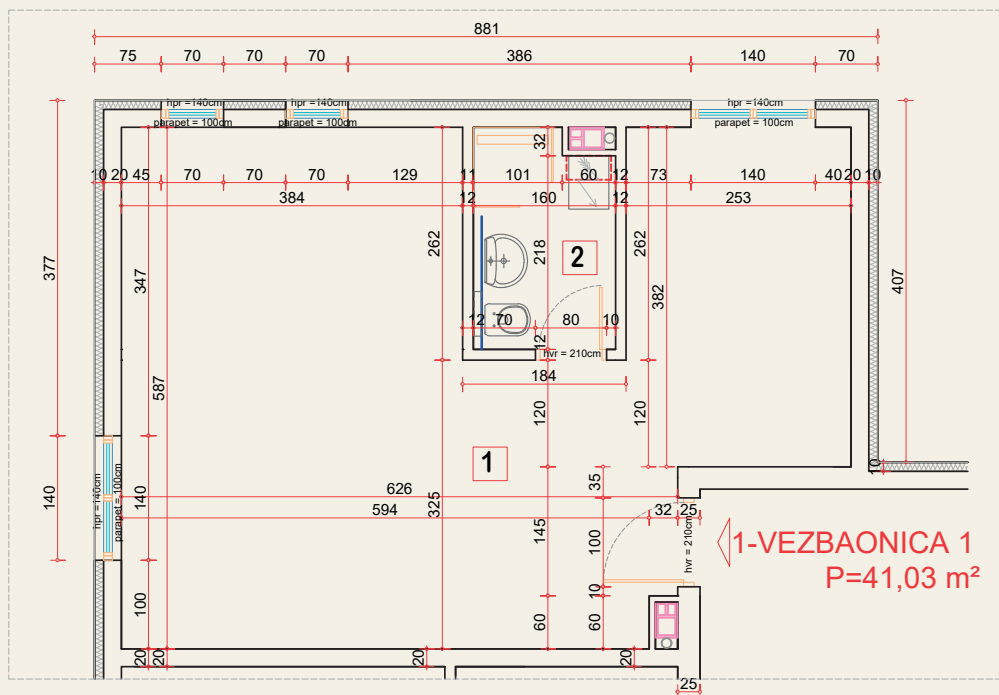 881
75 70 70 70 386 140 70
hpr =140cm hpr =140cm hpr =140cm
parapet = 100cm parapet = 100cm parapet = 100cm
32
10 20 45 70 70 70 129 11 101 60 12 73 140 40 20 10
384 12 160 12 253
377 347 262 218 2 262 382 407
12 70 80 10
12
hvr = 210cm
587
184
120 120
1
10
35
626
140 hpr =140cm parapet = 100cm 140 325
594 32 25
145 100 hvr = 210cm
1-VEZBAONICA 1
P=41,03 m²
10
100 60 60
20 20 20 20
25